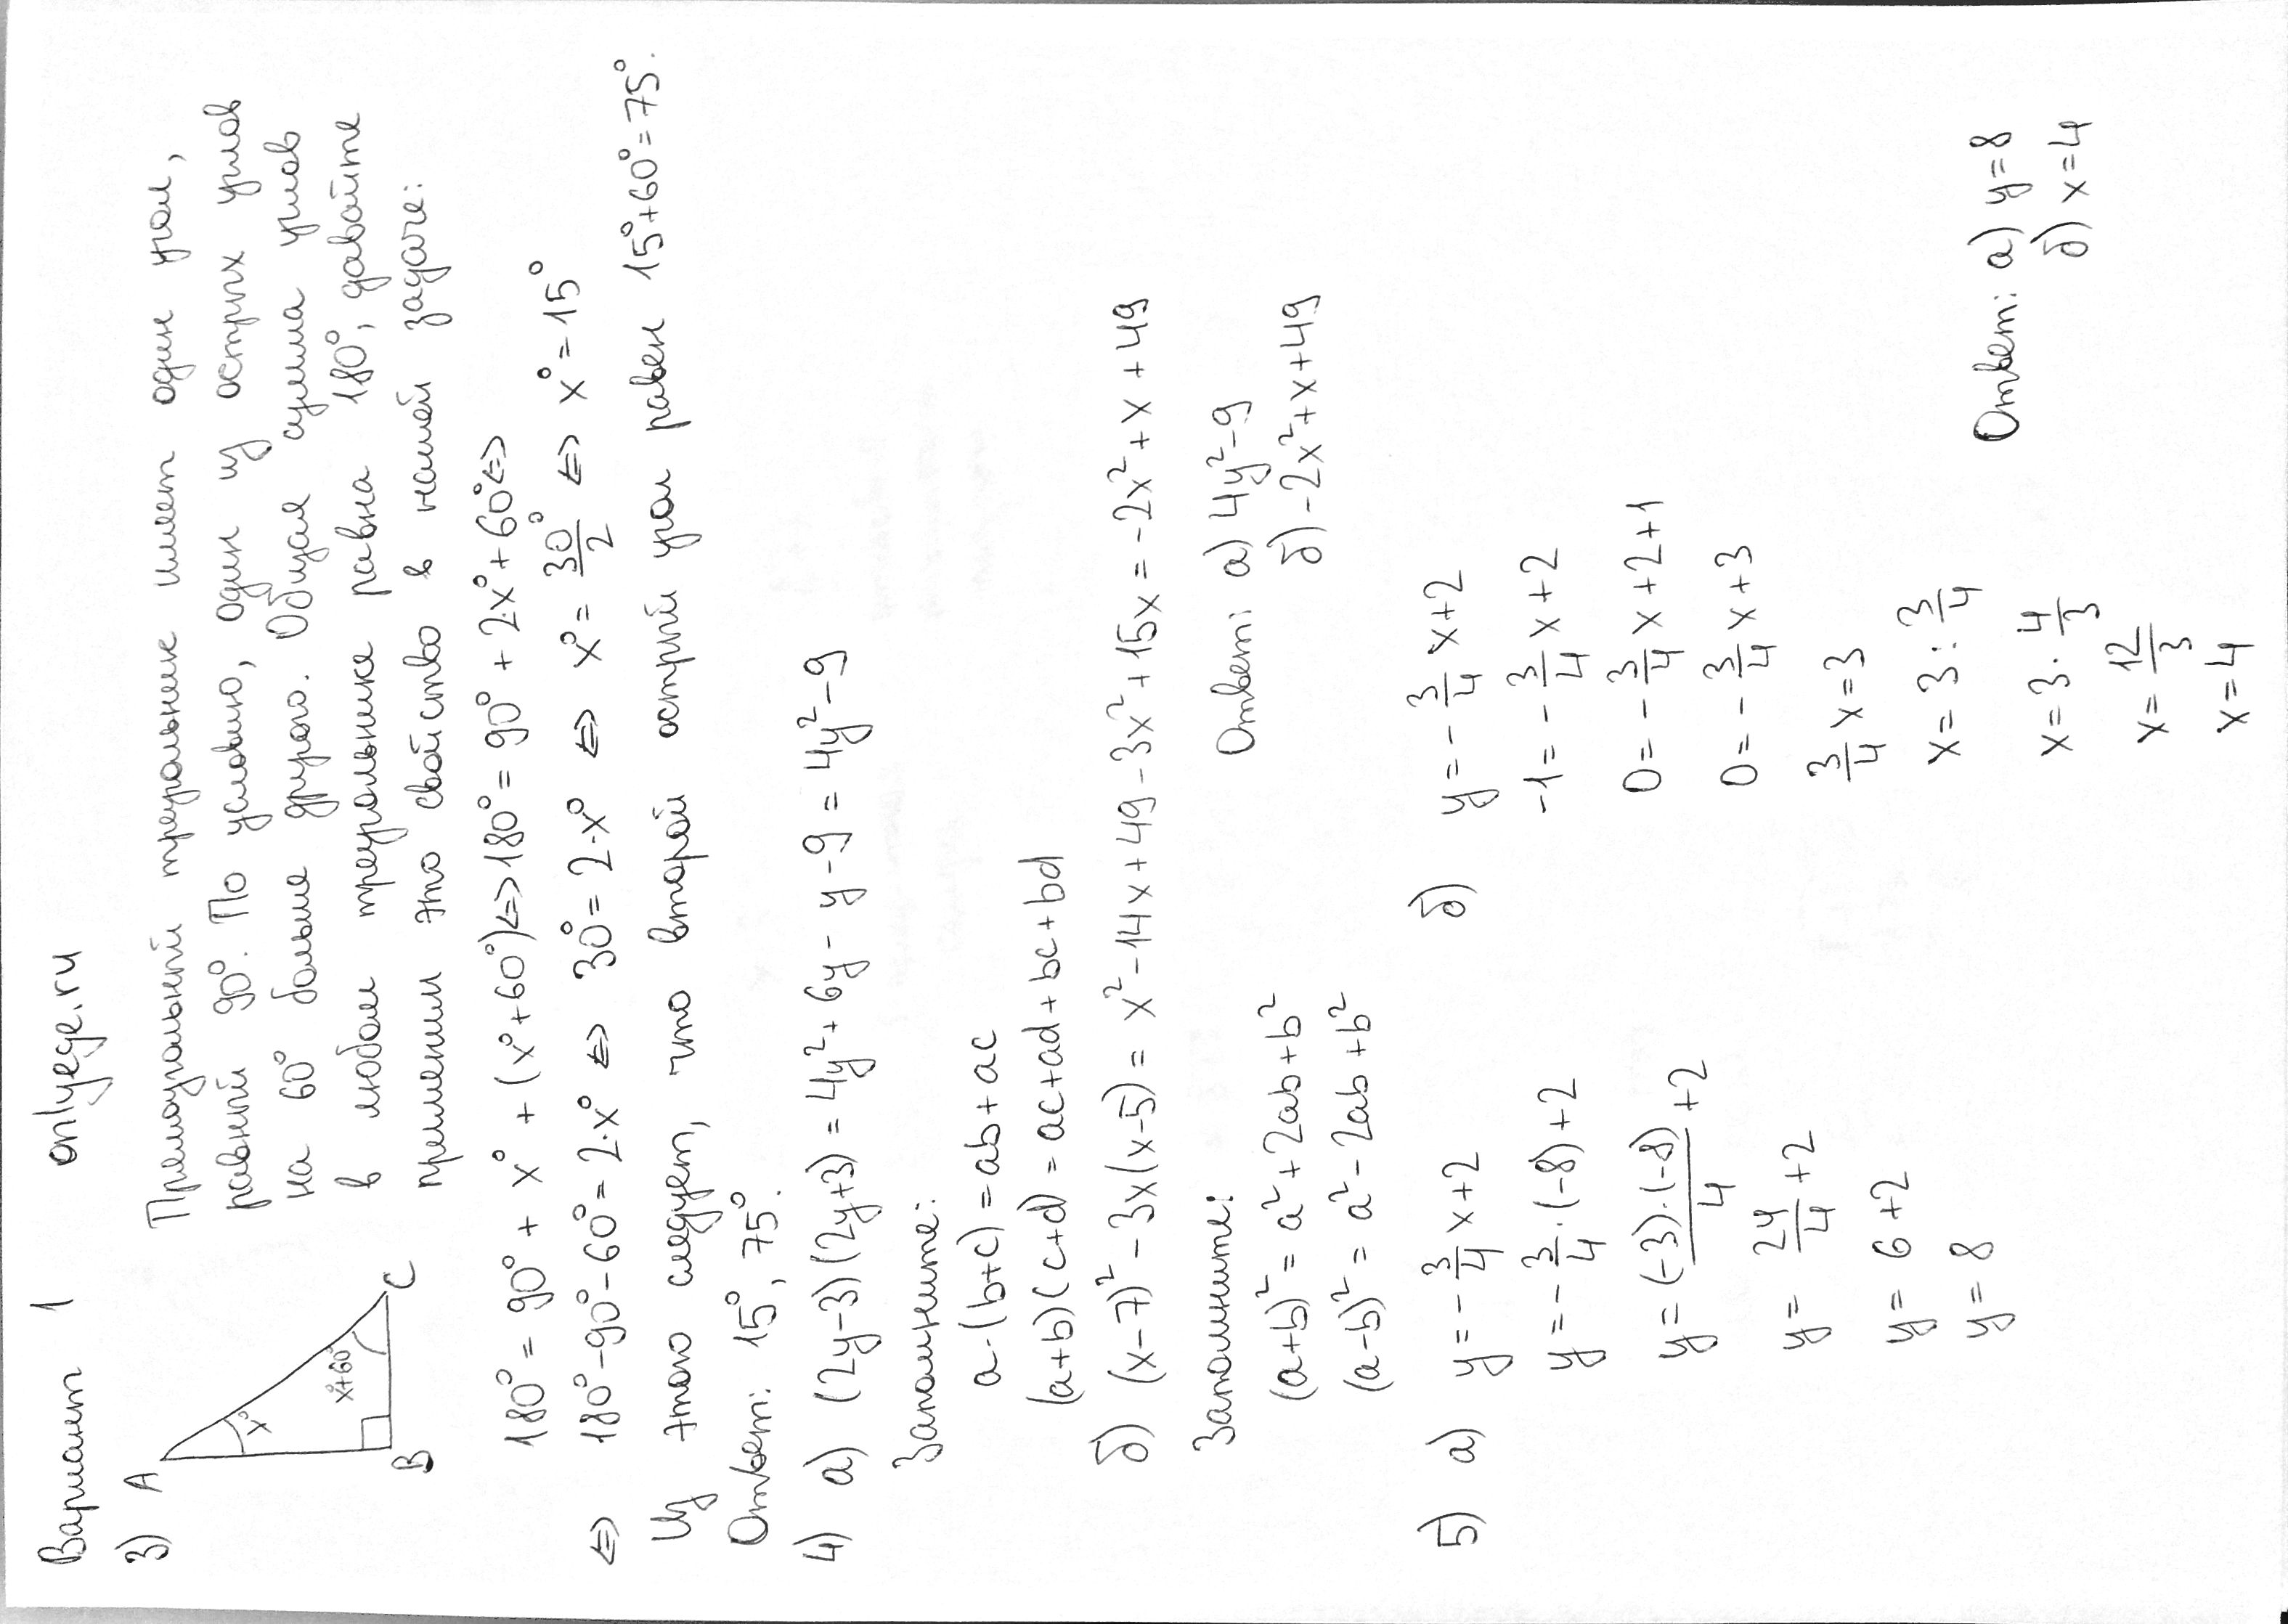 Вариант 1 onlyege.ru
3) A B C x° x°+60°
Прямоугольный треугольник имеет один угол,
равный 90°. По условию, один из острых углов
на 60° больше другого. Общая сумма углов
в любом треугольнике равна 180°, давайте
применим это свойство в нашей задаче:
180° = 90° + x° + (x°+60°) <=> 180° = 90° + 2x° + 60° <=>
<=> 180°-90°-60° = 2·x° <=> 30° = 2·x° <=> x° = 30°/2 <=> x° = 15°
Из этого следует, что второй острый угол равен 15°+60°=75°.
Ответ: 15°, 75°.
4) а) (2y-3)(2y+3) = 4y²+6y-y-9 = 4y²-9
Запомните:
a·(b+c) = ab+ac
(a+b)(c+d) = ac+ad+bc+bd
б) (x-7)²-3x(x-5) = x²-14x+49-3x²+15x = -2x²+x+49
Запомните:
(a+b)² = a²+2ab+b²
(a-b)² = a²-2ab+b²
Ответ: а) 4y²-9
б) -2x²+x+49
5) а) y = -3/4 x+2
y = -3/4·(-8)+2
y = (-3)·(-8)/4 +2
y = 24/4 +2
y = 6+2
y = 8
б) y = -3/4 x+2
-1 = -3/4 x+2
0 = -3/4 x+2+1
0 = -3/4 x+3
3/4 x = 3
x = 3 : 3/4
x = 3 · 4/3
x = 12/3
x = 4
Ответ: а) y = 8
б) x = 4